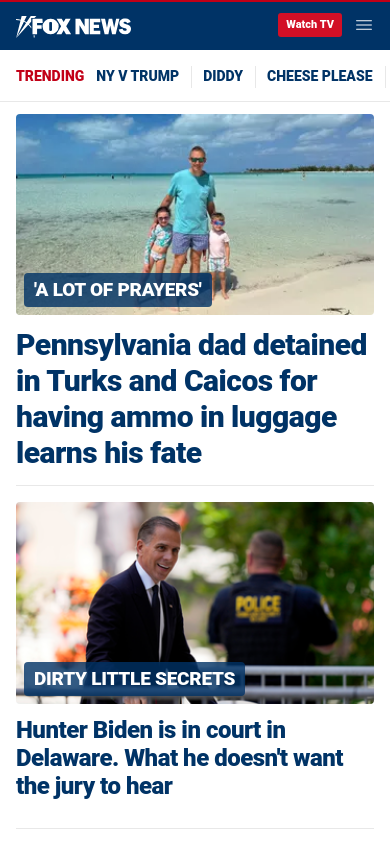 FOX NEWS
Watch TV
TRENDING NY V TRUMP DIDDY CHEESE PLEASE
'A LOT OF PRAYERS'
Pennsylvania dad detained
in Turks and Caicos for
having ammo in luggage
learns his fate
POLICE
DIRTY LITTLE SECRETS
Hunter Biden is in court in
Delaware. What he doesn't want
the jury to hear